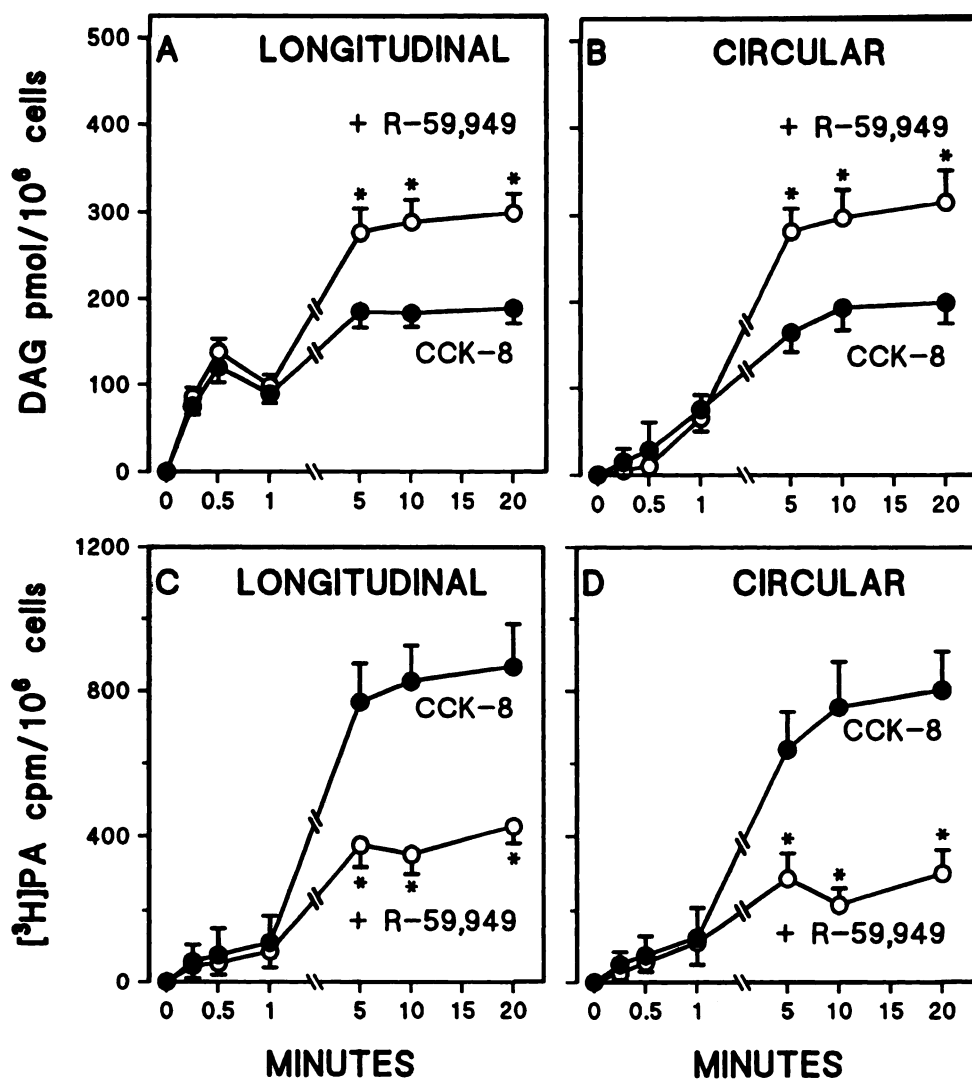 A LONGITUDINAL
B CIRCULAR
DAG pmol/10⁶ cells
500
400
300
200
100
0
+ R-59,949
* * *
CCK-8
0 0.5 1 5 10 15 20
+ R-59,949
* * *
CCK-8
0 0.5 1 5 10 15 20
C LONGITUDINAL
D CIRCULAR
[³H]PA cpm/10⁶ cells
1200
800
400
0
CCK-8
* * *
+ R-59,949
0 0.5 1 5 10 15 20
MINUTES
CCK-8
* * *
+ R-59,949
0 0.5 1 5 10 15 20
MINUTES